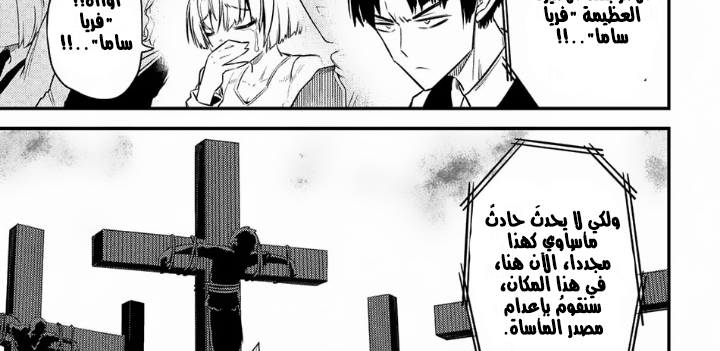 العظيمة "فريا
ساما"..!!
"فريا
ساما"..!!
ولكي لا يحدثَ حادثٌ
مأساوي كهذا
مجددا، الآن هنا،
في هذا المكان،
سنقومُ بإعدام
مصدر المأساة.